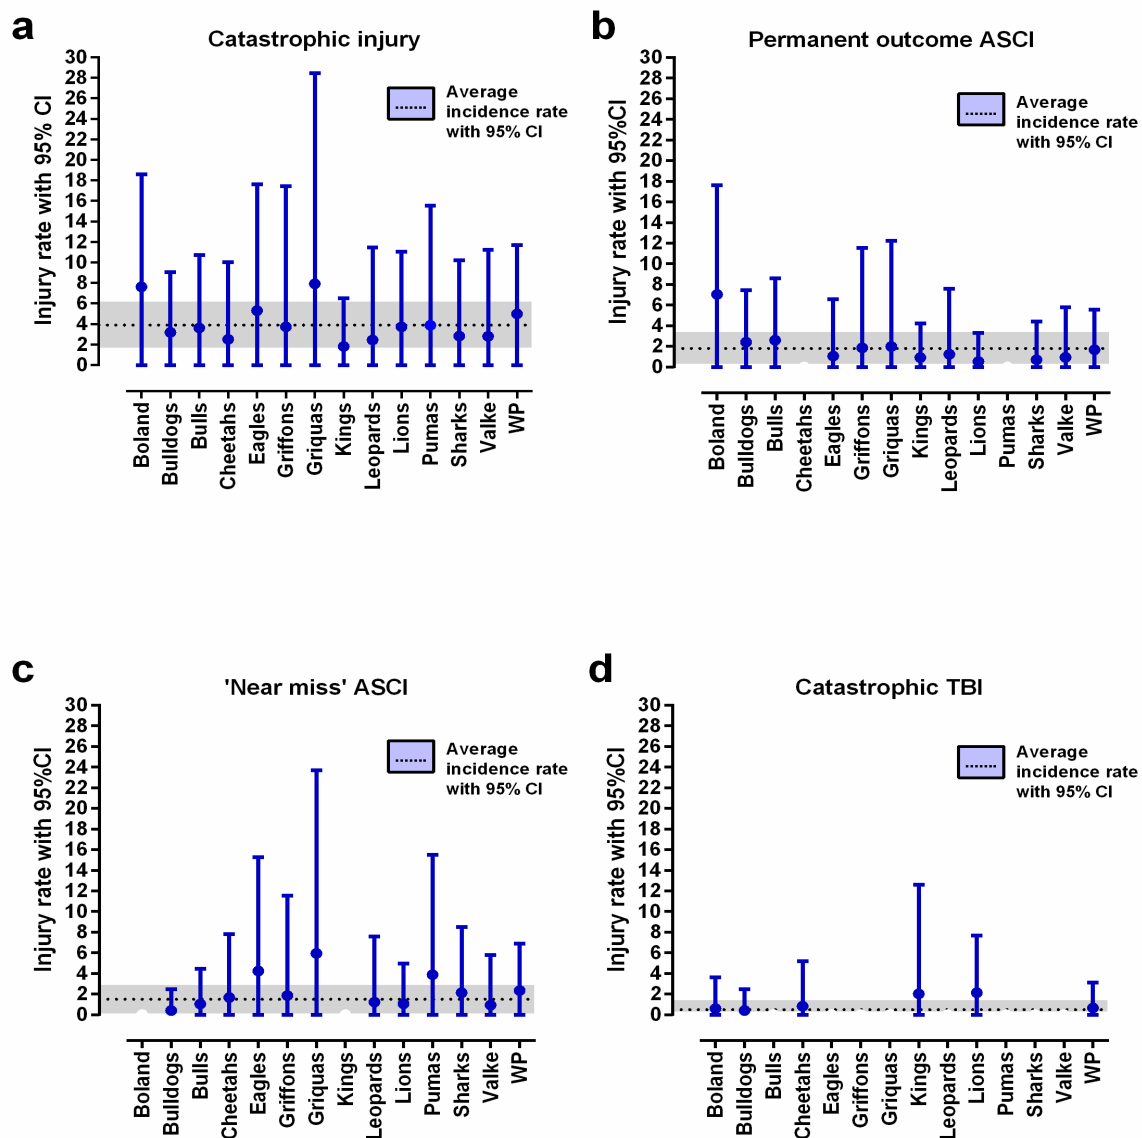 a
Catastrophic injury
Injury rate with 95% CI
30
28
26
24
22
20
18
16
14
12
10
8
6
4
2
0
Average
incidence rate
with 95% CI
Boland
Bulldogs
Bulls
Cheetahs
Eagles
Griffons
Griquas
Kings
Leopards
Lions
Pumas
Sharks
Valke
WP
b
Permanent outcome ASCI
Injury rate with 95%CI
30
28
26
24
22
20
18
16
14
12
10
8
6
4
2
0
Average
incidence rate
with 95% CI
Boland
Bulldogs
Bulls
Cheetahs
Eagles
Griffons
Griquas
Kings
Leopards
Lions
Pumas
Sharks
Valke
WP
c
'Near miss' ASCI
Injury rate with 95%CI
30
28
26
24
22
20
18
16
14
12
10
8
6
4
2
0
Average
incidence rate
with 95% CI
Boland
Bulldogs
Bulls
Cheetahs
Eagles
Griffons
Griquas
Kings
Leopards
Lions
Pumas
Sharks
Valke
WP
d
Catastrophic TBI
Injury rate with 95%CI
30
28
26
24
22
20
18
16
14
12
10
8
6
4
2
0
Average
incidence rate
with 95% CI
Boland
Bulldogs
Bulls
Cheetahs
Eagles
Griffons
Griquas
Kings
Leopards
Lions
Pumas
Sharks
Valke
WP